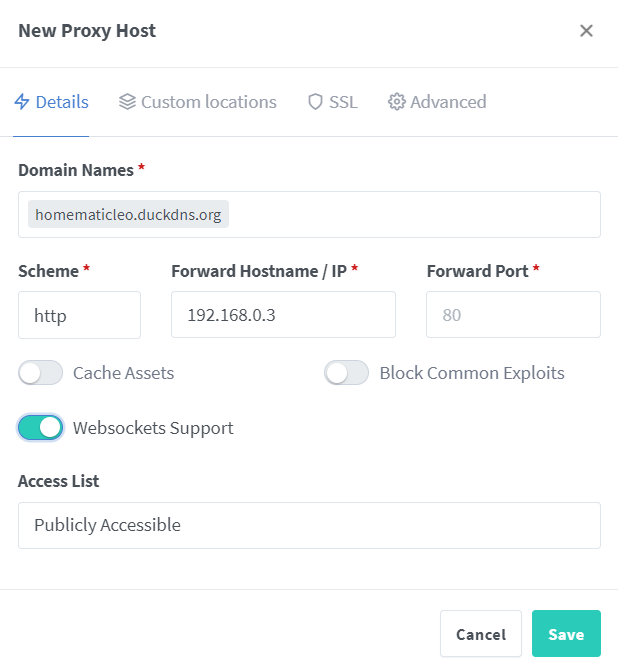 New Proxy Host
Details Custom locations SSL Advanced
Domain Names *
homematicleo.duckdns.org
Scheme * Forward Hostname / IP * Forward Port *
http 192.168.0.3 80
Cache Assets Block Common Exploits
Websockets Support
Access List
Publicly Accessible
Cancel Save